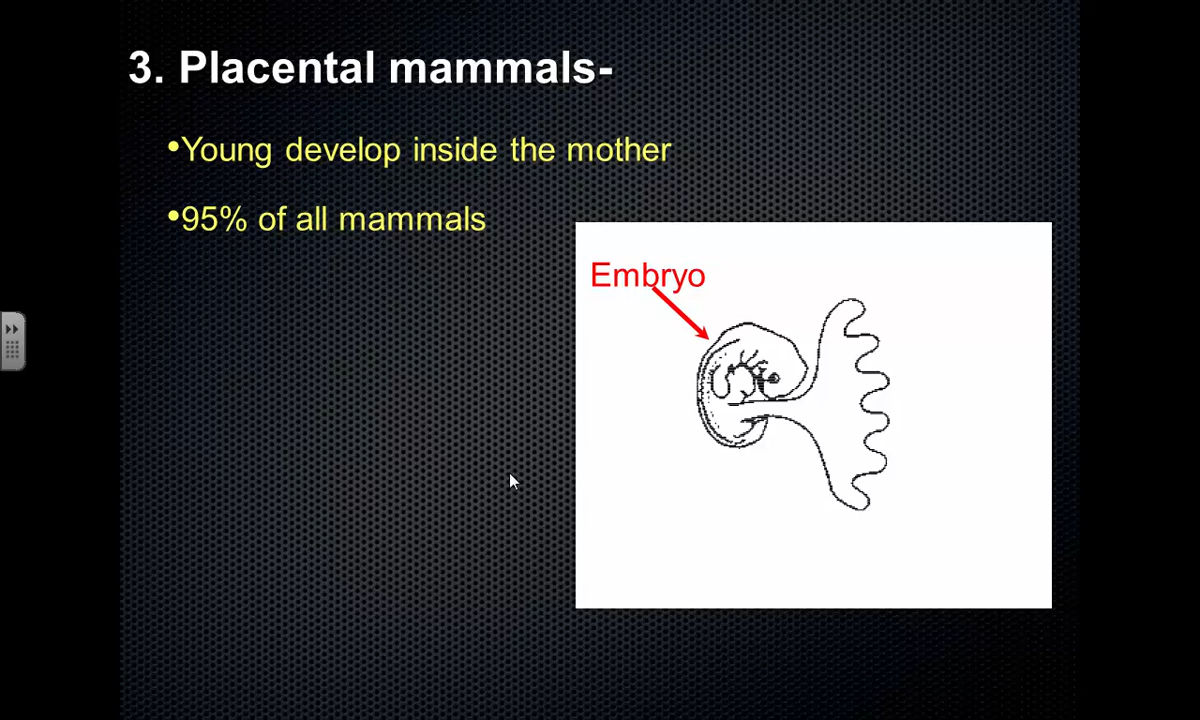 3. Placental mammals-
•Young develop inside the mother
•95% of all mammals
Embryo